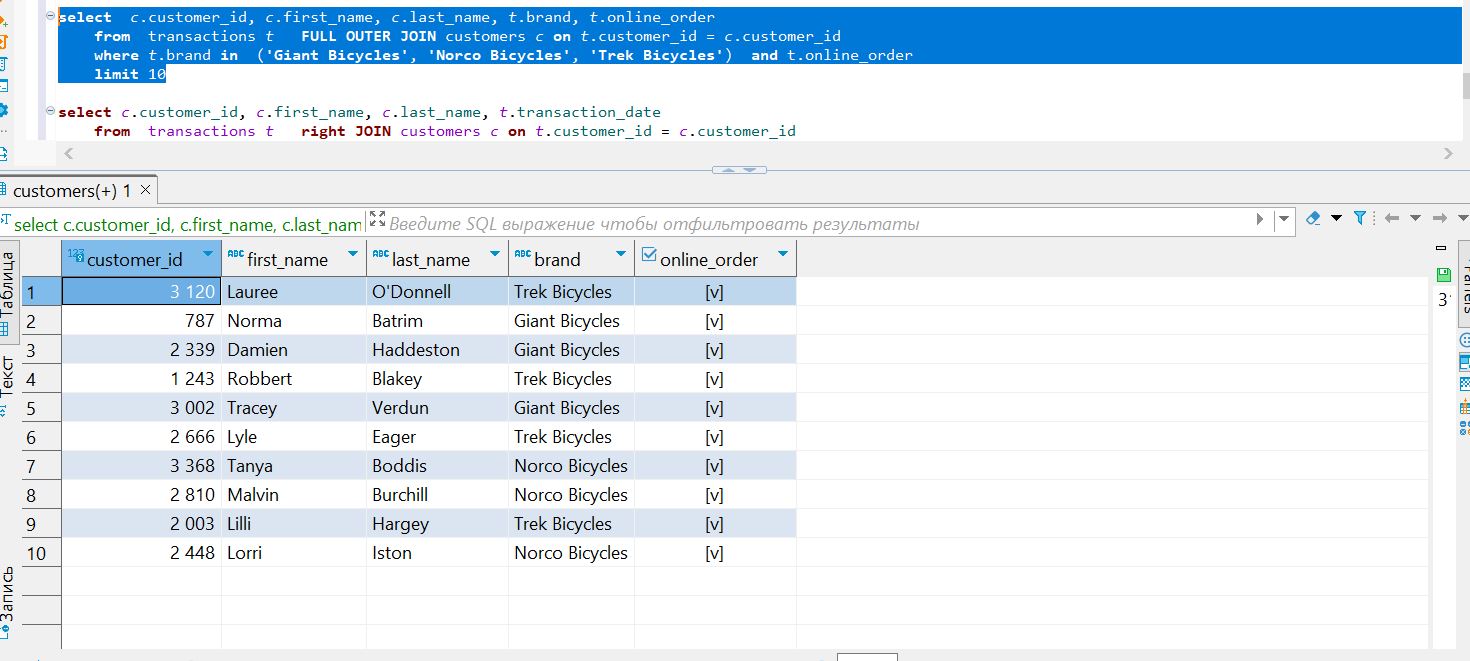 select  c.customer_id, c.first_name, c.last_name, t.brand, t.online_order
from  transactions t   FULL OUTER JOIN customers c on t.customer_id = c.customer_id
where t.brand in  ('Giant Bicycles', 'Norco Bicycles', 'Trek Bicycles')  and t.online_order
limit 10
select c.customer_id, c.first_name, c.last_name, t.transaction_date
from  transactions t   right JOIN customers c on t.customer_id = c.customer_id
customers(+) 1
select c.customer_id, c.first_name, c.last_nam Введите SQL выражение чтобы отфильтровать результаты
Таблица
Текст
Запись
123 customer_id ABC first_name ABC last_name ABC brand online_order
1 3 120 Lauree O'Donnell Trek Bicycles [v]
2 787 Norma Batrim Giant Bicycles [v]
3 2 339 Damien Haddeston Giant Bicycles [v]
4 1 243 Robbert Blakey Trek Bicycles [v]
5 3 002 Tracey Verdun Giant Bicycles [v]
6 2 666 Lyle Eager Trek Bicycles [v]
7 3 368 Tanya Boddis Norco Bicycles [v]
8 2 810 Malvin Burchill Norco Bicycles [v]
9 2 003 Lilli Hargey Trek Bicycles [v]
10 2 448 Lorri Iston Norco Bicycles [v]